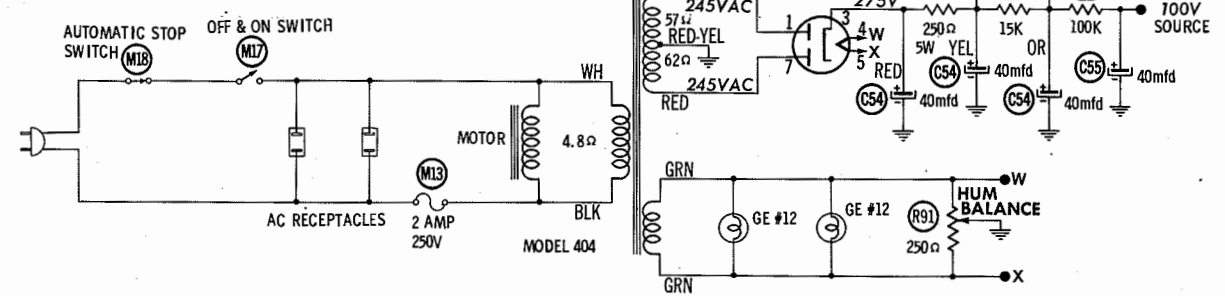 AUTOMATIC STOP
SWITCH
M18
OFF & ON SWITCH
M17
AC RECEPTACLES
M13
2 AMP
250V
MOTOR
4.8Ω
WH
BLK
MODEL 404
245VAC
57Ω
RED-YEL
62Ω
245VAC
RED
1
7
3
4
W
X
5
275V
RED
C54
40mfd
250Ω
5W
YEL
C54
40mfd
15K
OR
C54
40mfd
100K
C55
40mfd
100V
SOURCE
GRN
GE #12
GE #12
R91
250Ω
HUM
BALANCE
W
X
GRN